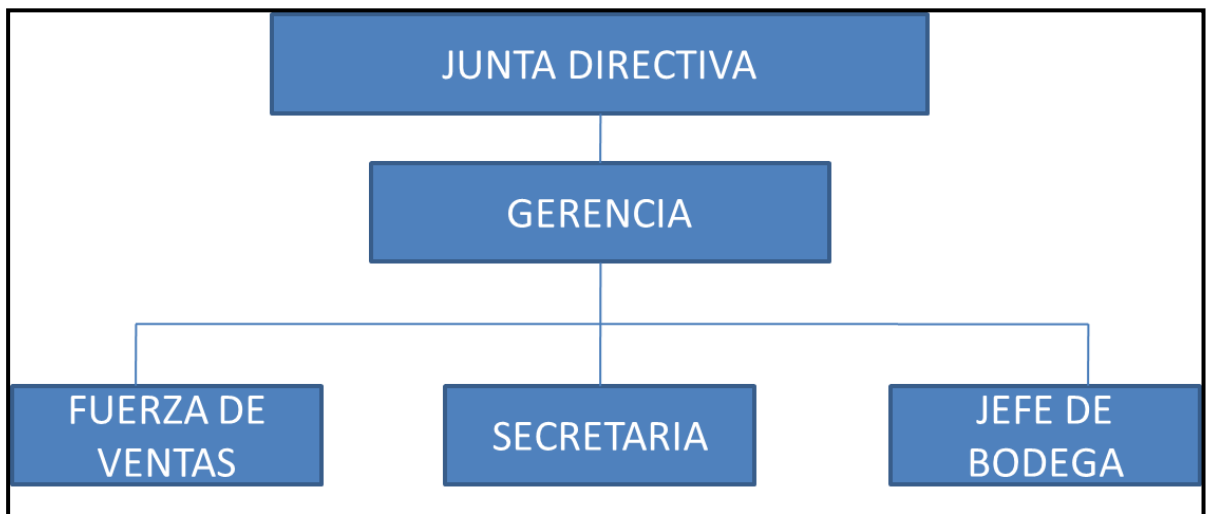 JUNTA DIRECTIVA
GERENCIA
FUERZA DE
VENTAS
SECRETARIA
JEFE DE
BODEGA